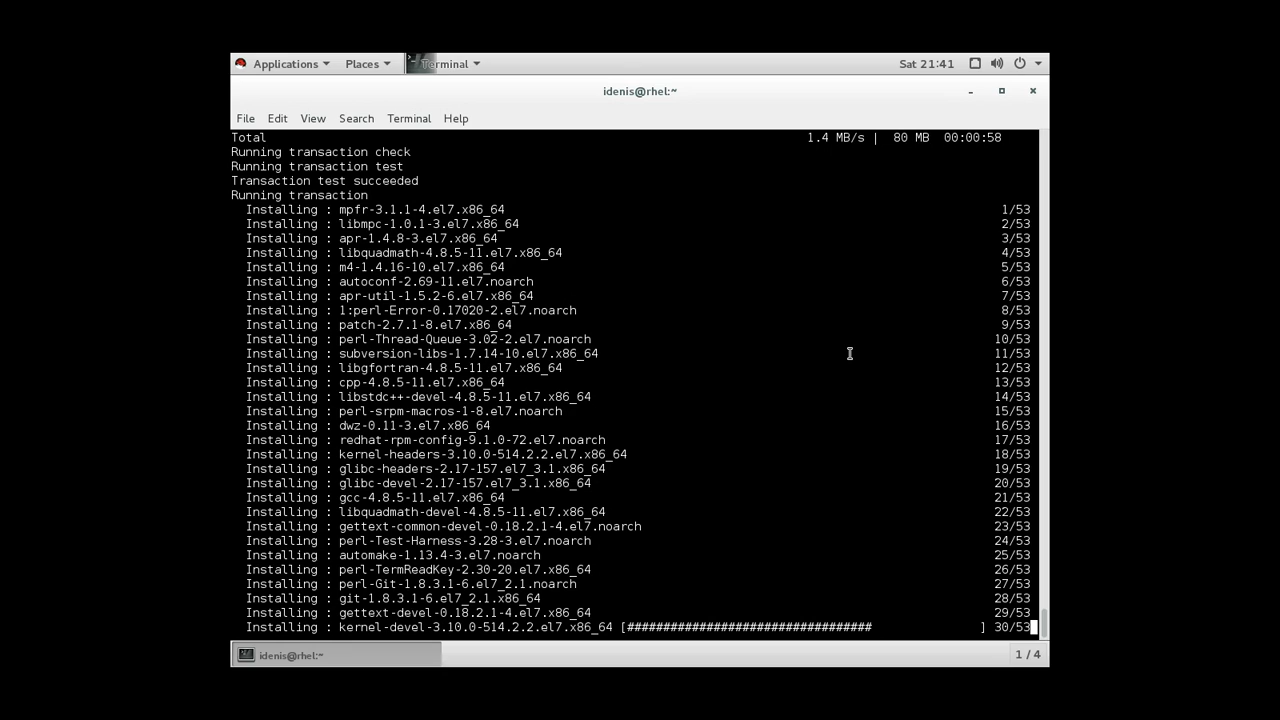 Applications Places Terminal Sat 21:41
idenis@rhel:~
File Edit View Search Terminal Help
Total 1.4 MB/s | 80 MB 00:00:58
Running transaction check
Running transaction test
Transaction test succeeded
Running transaction
Installing : mpfr-3.1.1-4.el7.x86_64 1/53
Installing : libmpc-1.0.1-3.el7.x86_64 2/53
Installing : apr-1.4.8-3.el7.x86_64 3/53
Installing : libquadmath-4.8.5-11.el7.x86_64 4/53
Installing : m4-1.4.16-10.el7.x86_64 5/53
Installing : autoconf-2.69-11.el7.noarch 6/53
Installing : apr-util-1.5.2-6.el7.x86_64 7/53
Installing : 1:perl-Error-0.17020-2.el7.noarch 8/53
Installing : patch-2.7.1-8.el7.x86_64 9/53
Installing : perl-Thread-Queue-3.02-2.el7.noarch 10/53
Installing : subversion-libs-1.7.14-10.el7.x86_64 11/53
Installing : libgfortran-4.8.5-11.el7.x86_64 12/53
Installing : cpp-4.8.5-11.el7.x86_64 13/53
Installing : libstdc++-devel-4.8.5-11.el7.x86_64 14/53
Installing : perl-srpm-macros-1-8.el7.noarch 15/53
Installing : dwz-0.11-3.el7.x86_64 16/53
Installing : redhat-rpm-config-9.1.0-72.el7.noarch 17/53
Installing : kernel-headers-3.10.0-514.2.2.el7.x86_64 18/53
Installing : glibc-headers-2.17-157.el7_3.1.x86_64 19/53
Installing : glibc-devel-2.17-157.el7_3.1.x86_64 20/53
Installing : gcc-4.8.5-11.el7.x86_64 21/53
Installing : libquadmath-devel-4.8.5-11.el7.x86_64 22/53
Installing : gettext-common-devel-0.18.2.1-4.el7.noarch 23/53
Installing : perl-Test-Harness-3.28-3.el7.noarch 24/53
Installing : automake-1.13.4-3.el7.noarch 25/53
Installing : perl-TermReadKey-2.30-20.el7.x86_64 26/53
Installing : perl-Git-1.8.3.1-6.el7_2.1.noarch 27/53
Installing : git-1.8.3.1-6.el7_2.1.x86_64 28/53
Installing : gettext-devel-0.18.2.1-4.el7.x86_64 29/53
Installing : kernel-devel-3.10.0-514.2.2.el7.x86_64 [################################## ] 30/53
idenis@rhel:~ 1 / 4